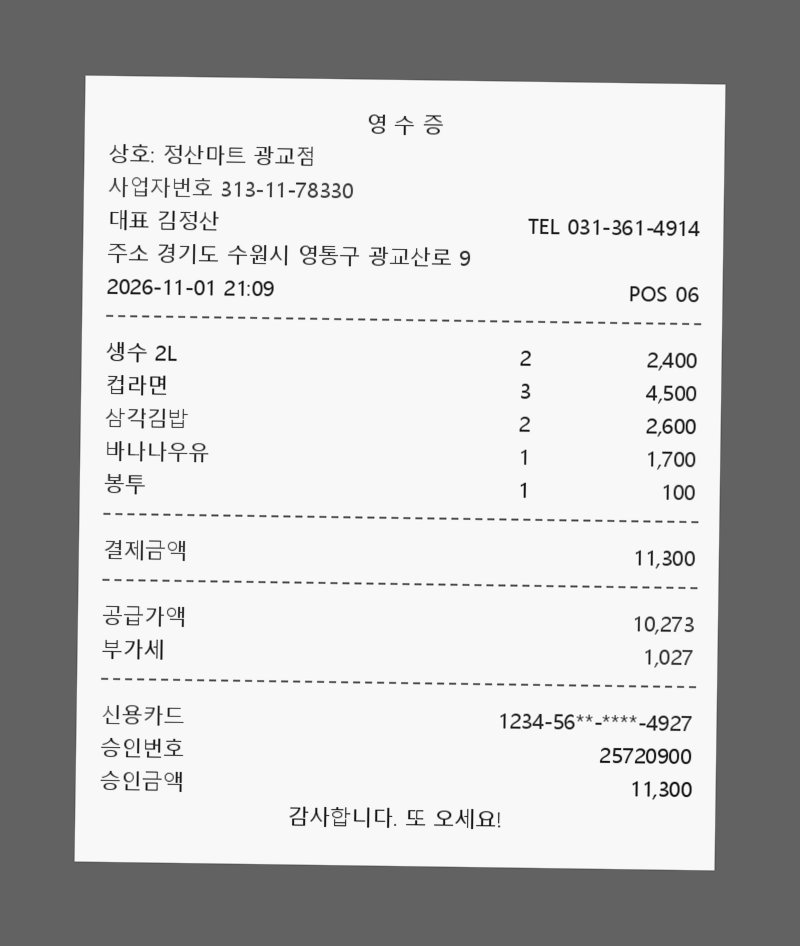 영 수 증
상호: 정산마트 광교점
사업자번호 313-11-78330
대표 김정산 TEL 031-361-4914
주소 경기도 수원시 영통구 광교산로 9
2026-11-01 21:09 POS 06
생수 2L 2 2,400
컵라면 3 4,500
삼각김밥 2 2,600
바나나우유 1 1,700
봉투 1 100
결제금액 11,300
공급가액 10,273
부가세 1,027
신용카드 1234-56**-****-4927
승인번호 25720900
승인금액 11,300
감사합니다. 또 오세요!